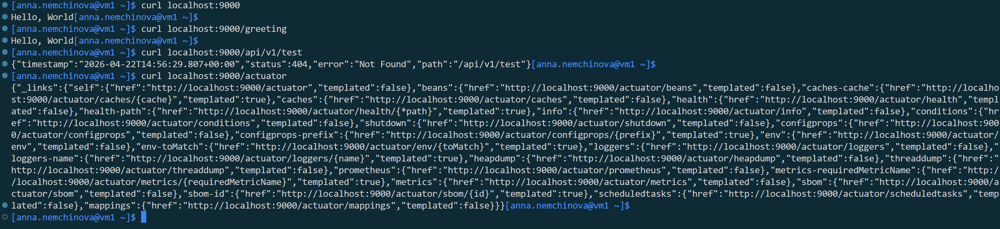 [anna.nemchinova@vm1 ~]$ curl localhost:9000
Hello, World[anna.nemchinova@vm1 ~]$
[anna.nemchinova@vm1 ~]$ curl localhost:9000/greeting
Hello, World[anna.nemchinova@vm1 ~]$
[anna.nemchinova@vm1 ~]$ curl localhost:9000/api/v1/test
{"timestamp":"2026-04-22T14:56:29.807+00:00","status":404,"error":"Not Found","path":"/api/v1/test"}[anna.nemchinova@vm1 ~]$
[anna.nemchinova@vm1 ~]$ curl localhost:9000/actuator
{"_links":{"self":{"href":"http://localhost:9000/actuator","templated":false},"beans":{"href":"http://localhost:9000/actuator/beans","templated":false},"caches-cache":{"href":"http://localho
st:9000/actuator/caches/{cache}","templated":true},"caches":{"href":"http://localhost:9000/actuator/caches","templated":false},"health":{"href":"http://localhost:9000/actuator/health","templ
ated":false},"health-path":{"href":"http://localhost:9000/actuator/health/{*path}","templated":true},"info":{"href":"http://localhost:9000/actuator/info","templated":false},"conditions":{"hr
ef":"http://localhost:9000/actuator/conditions","templated":false},"shutdown":{"href":"http://localhost:9000/actuator/shutdown","templated":false},"configprops":{"href":"http://localhost:900
0/actuator/configprops","templated":false},"configprops-prefix":{"href":"http://localhost:9000/actuator/configprops/{prefix}","templated":true},"env":{"href":"http://localhost:9000/actuator/
env","templated":false},"env-toMatch":{"href":"http://localhost:9000/actuator/env/{toMatch}","templated":true},"loggers":{"href":"http://localhost:9000/actuator/loggers","templated":false},"
loggers-name":{"href":"http://localhost:9000/actuator/loggers/{name}","templated":true},"heapdump":{"href":"http://localhost:9000/actuator/heapdump","templated":false},"threaddump":{"href":"
http://localhost:9000/actuator/threaddump","templated":false},"prometheus":{"href":"http://localhost:9000/actuator/prometheus","templated":false},"metrics-requiredMetricName":{"href":"http:/
/localhost:9000/actuator/metrics/{requiredMetricName}","templated":true},"metrics":{"href":"http://localhost:9000/actuator/metrics","templated":false},"sbom":{"href":"http://localhost:9000/a
ctuator/sbom","templated":false},"sbom-id":{"href":"http://localhost:9000/actuator/sbom/{id}","templated":true},"scheduledtasks":{"href":"http://localhost:9000/actuator/scheduledtasks","temp
lated":false},"mappings":{"href":"http://localhost:9000/actuator/mappings","templated":false}}}[anna.nemchinova@vm1 ~]$
[anna.nemchinova@vm1 ~]$